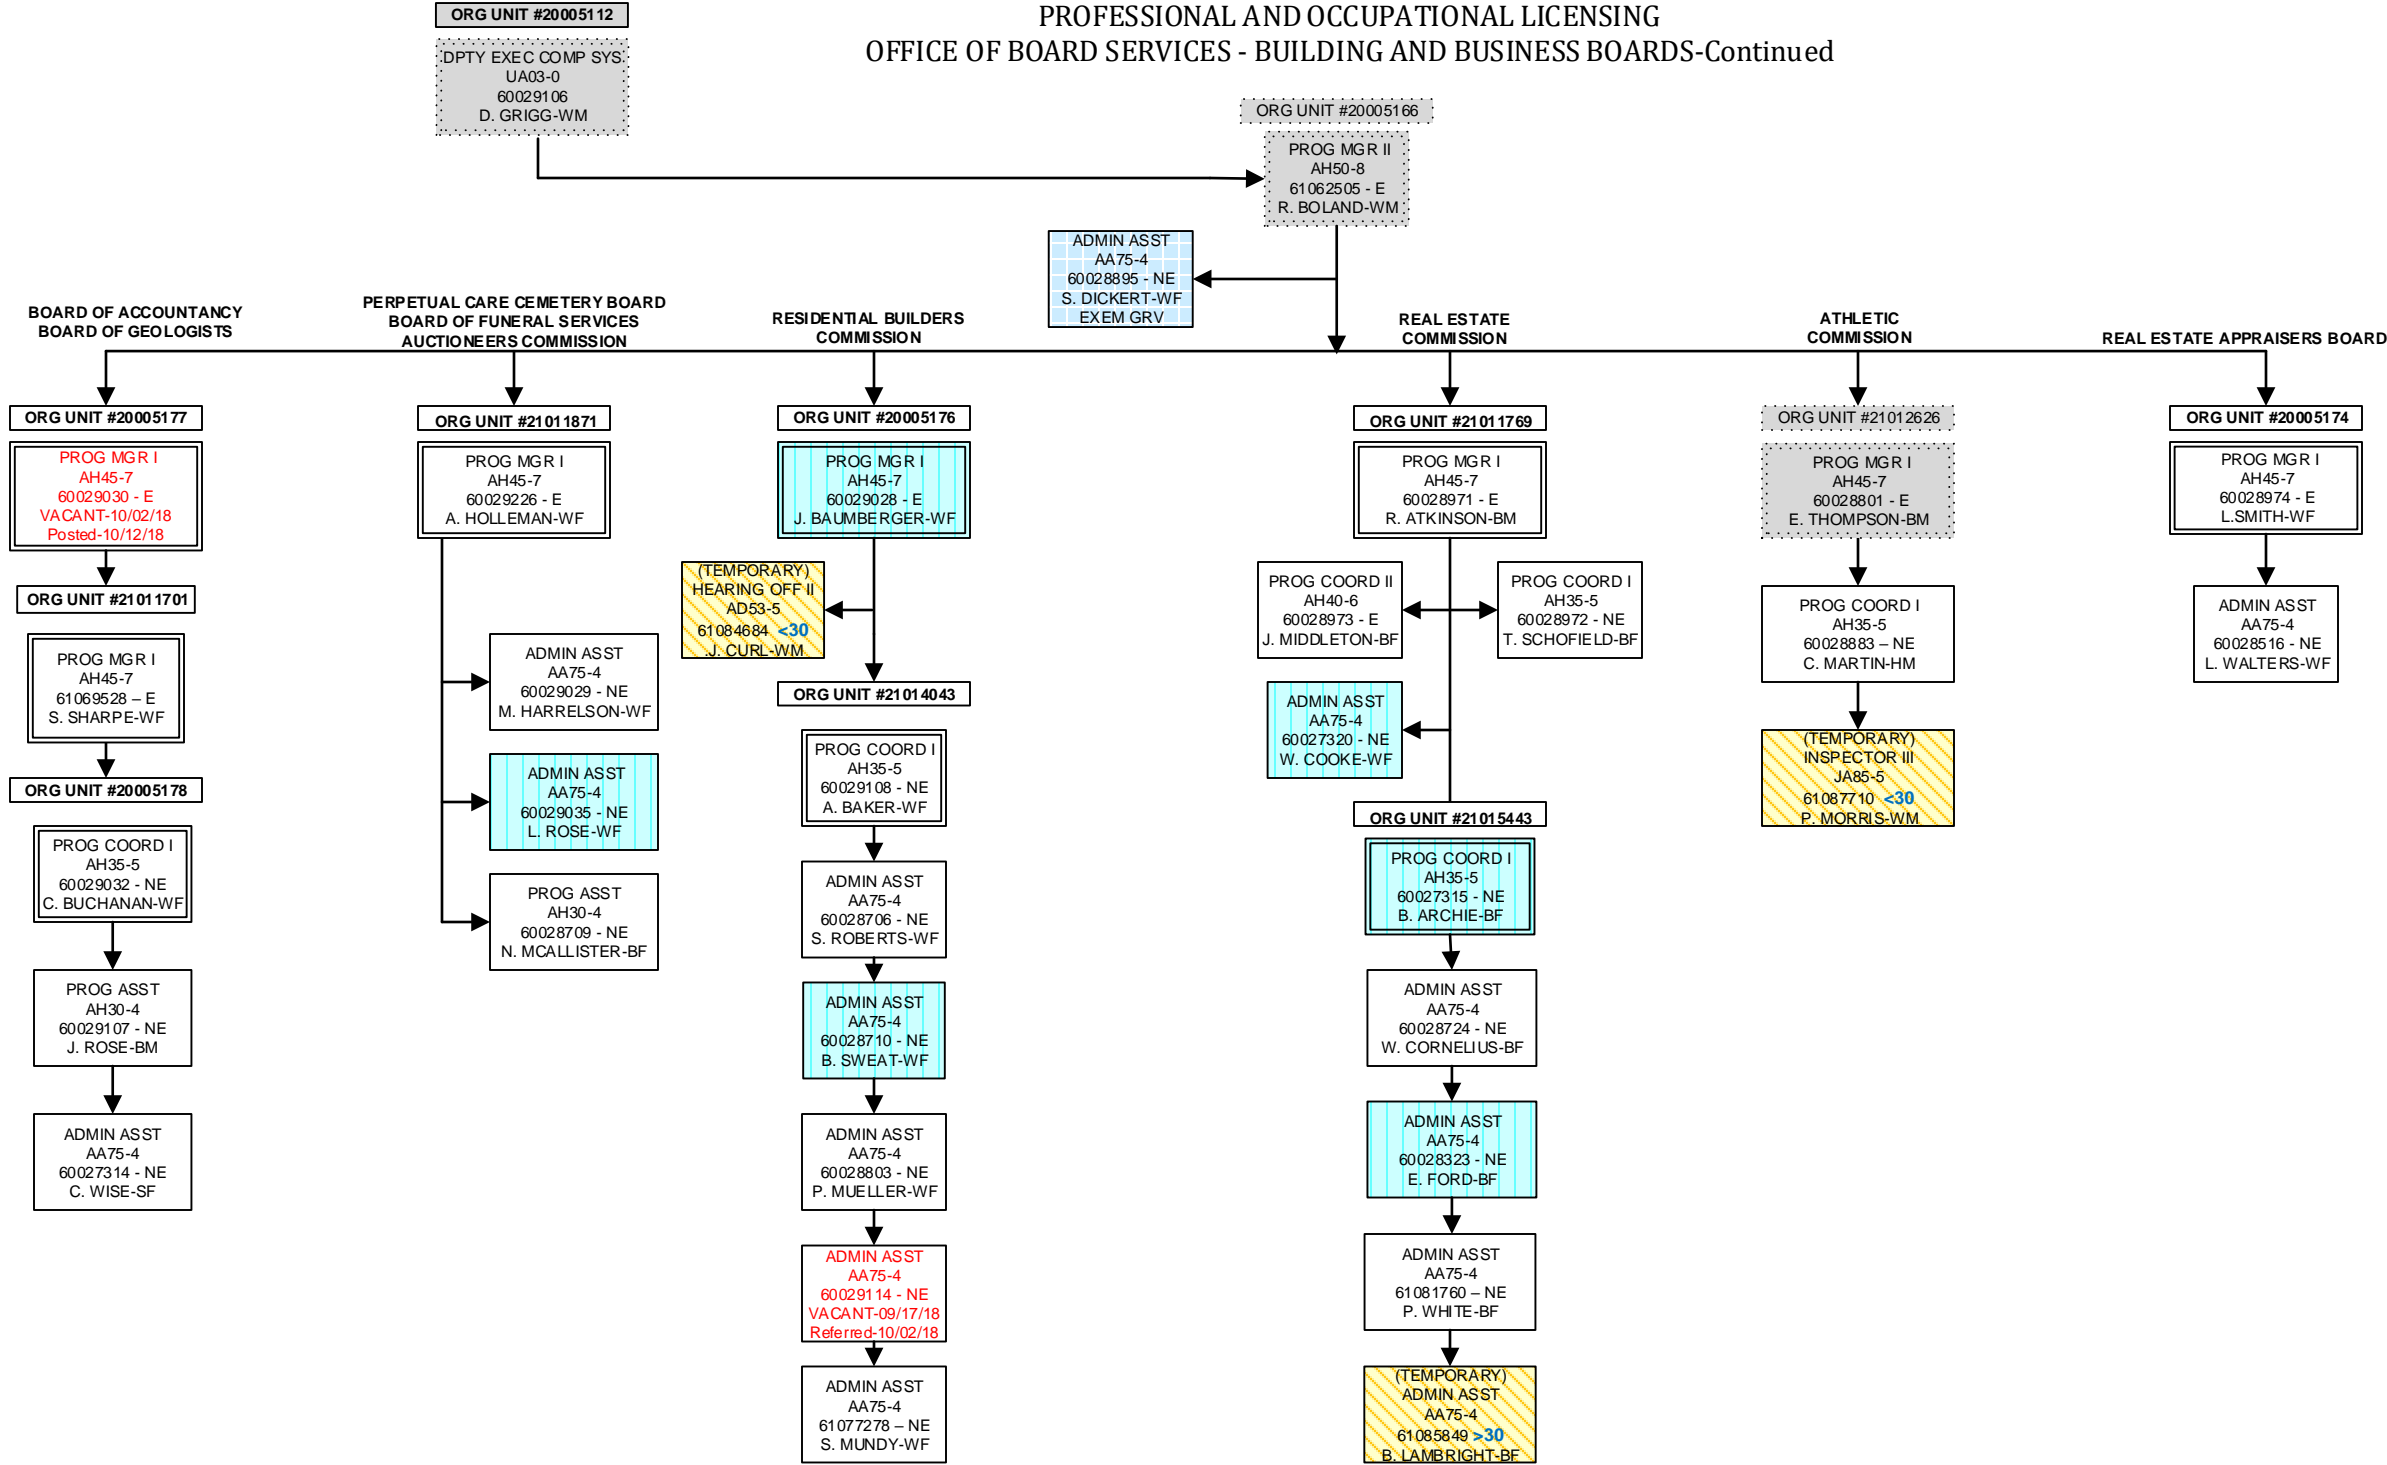 ORG UNIT #20005112
PROFESSIONAL AND OCCUPATIONAL LICENSING
OFFICE OF BOARD SERVICES - BUILDING AND BUSINESS BOARDS-Continued
DPTY EXEC COMP SYS
UA03-0
60029106
D. GRIGG-WM
ORG UNIT #20005166
PROG MGR II
AH50-8
61062505 - E
R. BOLAND-WM
ADMIN ASST
AA75-4
60028895 - NE
S. DICKERT-WF
EXEM GRV
BOARD OF ACCOUNTANCY
BOARD OF GEOLOGISTS
ORG UNIT #20005177
PROG MGR I
AH45-7
60029030 - E
VACANT-10/02/18
Posted-10/12/18
ORG UNIT #21011701
PROG MGR I
AH45-7
61069528 – E
S. SHARPE-WF
ORG UNIT #20005178
PROG COORD I
AH35-5
60029032 - NE
C. BUCHANAN-WF
PROG ASST
AH30-4
60029107 - NE
J. ROSE-BM
ADMIN ASST
AA75-4
60027314 - NE
C. WISE-SF
PERPETUAL CARE CEMETERY BOARD
BOARD OF FUNERAL SERVICES
AUCTIONEERS COMMISSION
ORG UNIT #21011871
PROG MGR I
AH45-7
60029226 - E
A. HOLLEMAN-WF
ADMIN ASST
AA75-4
60029029 - NE
M. HARRELSON-WF
ADMIN ASST
AA75-4
60029035 - NE
L. ROSE-WF
PROG ASST
AH30-4
60028709 - NE
N. MCALLISTER-BF
RESIDENTIAL BUILDERS
COMMISSION
ORG UNIT #20005176
PROG MGR I
AH45-7
60029028 - E
J. BAUMBERGER-WF
(TEMPORARY)
HEARING OFF II
AD53-5
61084684 <30
.J. CURL-WM
ORG UNIT #21014043
PROG COORD I
AH35-5
60029108 - NE
A. BAKER-WF
ADMIN ASST
AA75-4
60028706 - NE
S. ROBERTS-WF
ADMIN ASST
AA75-4
60028710 - NE
B. SWEAT-WF
ADMIN ASST
AA75-4
60028803 - NE
P. MUELLER-WF
ADMIN ASST
AA75-4
60029114 - NE
VACANT-09/17/18
Referred-10/02/18
ADMIN ASST
AA75-4
61077278 – NE
S. MUNDY-WF
REAL ESTATE
COMMISSION
ORG UNIT #21011769
PROG MGR I
AH45-7
60028971 - E
R. ATKINSON-BM
PROG COORD II
AH40-6
60028973 - E
J. MIDDLETON-BF
PROG COORD I
AH35-5
60028972 - NE
T. SCHOFIELD-BF
ADMIN ASST
AA75-4
60027320 - NE
W. COOKE-WF
ORG UNIT #21015443
PROG COORD I
AH35-5
60027315 - NE
B. ARCHIE-BF
ADMIN ASST
AA75-4
60028724 - NE
W. CORNELIUS-BF
ADMIN ASST
AA75-4
60028323 - NE
E. FORD-BF
ADMIN ASST
AA75-4
61081760 – NE
P. WHITE-BF
(TEMPORARY)
ADMIN ASST
AA75-4
61085849 >30
B. LAMBRIGHT-BF
ATHLETIC
COMMISSION
ORG UNIT #21012626
PROG MGR I
AH45-7
60028801 - E
E. THOMPSON-BM
PROG COORD I
AH35-5
60028883 – NE
C. MARTIN-HM
(TEMPORARY)
INSPECTOR III
JA85-5
61087710 <30
P. MORRIS-WM
REAL ESTATE APPRAISERS BOARD
ORG UNIT #20005174
PROG MGR I
AH45-7
60028974 - E
L.SMITH-WF
ADMIN ASST
AA75-4
60028516 - NE
L. WALTERS-WF